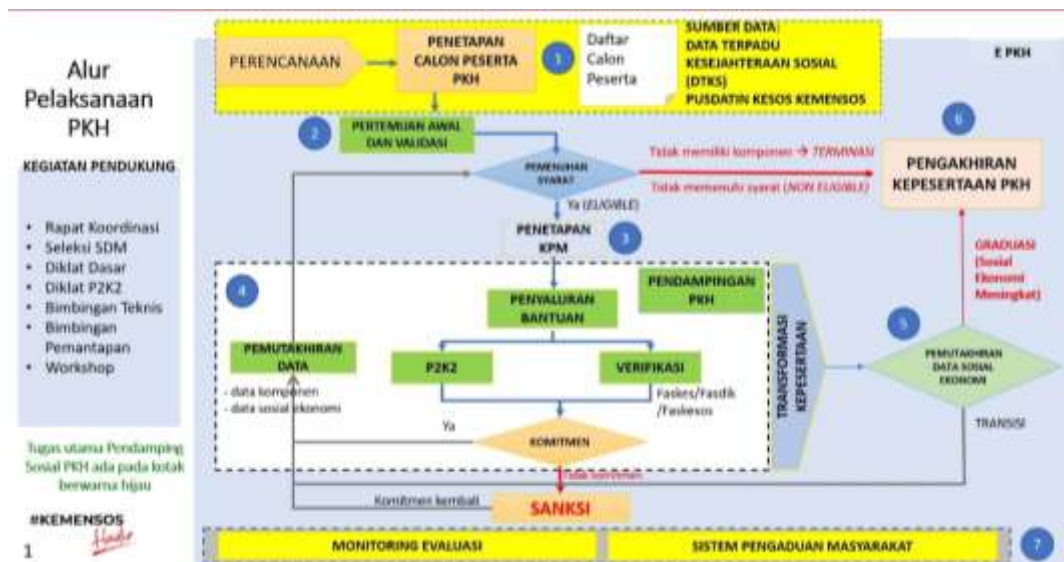 Alur
Pelaksanaan
PKH
KEGIATAN PENDUKUNG
• Rapat Koordinasi
• Seleksi SDM
• Diklat Dasar
• Diklat P2K2
• Bimbingan Teknis
• Bimbingan
Pemantapan
• Workshop
Tugas utama Pendamping
Sosial PKH ada pada kotak
berwarna hijau
#KEMENSOS
Hadir
1
PERENCANAAN
PENETAPAN
CALON PESERTA
PKH
1
Daftar
Calon
Peserta
SUMBER DATA:
DATA TERPADU
KESEJAHTERAAN SOSIAL
(DTKS)
PUSDATIN KESOS KEMENSOS
E PKH
2
PERTEMUAN AWAL
DAN VALIDASI
PEMENUHAN
SYARAT
Tidak memiliki komponen → TERMINASI
Tidak memenuhi syarat (NON ELIGIBLE)
6
PENGAKHIRAN
KEPESERTAAN PKH
Ya (ELIGIBLE)
PENETAPAN
KPM
3
GRADUASI
(Sosial
Ekonomi
Meningkat)
4
PENDAMPINGAN
PKH
PENYALURAN
BANTUAN
PEMUTAKHIRAN
DATA
- data komponen
- data sosial ekonomi
P2K2
VERIFIKASI
Faskes/Fasdik
/Faskesos
Ya
KOMITMEN
Tidak komitmen
TRANSFORMASI
KEPESERTAAN
5
PEMUTAKHIRAN
DATA SOSIAL
EKONOMI
TRANSISI
Komitmen kembali
SANKSI
MONITORING EVALUASI
SISTEM PENGADUAN MASYARAKAT
7